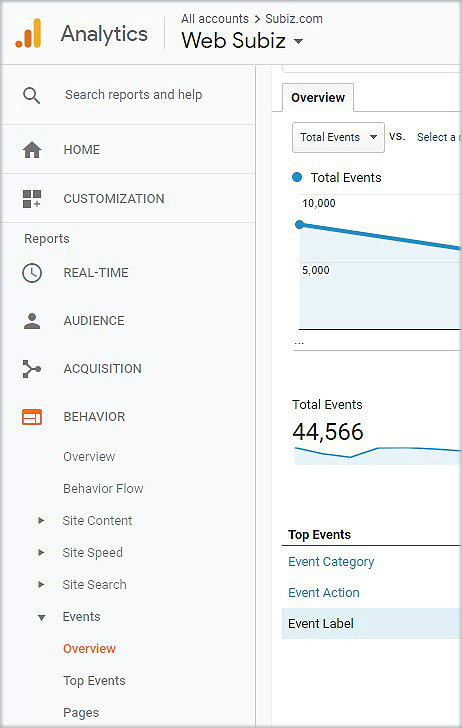 Analytics
All accounts > Subiz.com
Web Subiz
Search reports and help
HOME
CUSTOMIZATION
Reports
REAL-TIME
AUDIENCE
ACQUISITION
BEHAVIOR
Overview
Behavior Flow
Site Content
Site Speed
Site Search
Events
Overview
Top Events
Pages
Overview
Total Events vs. Select a
Total Events
10,000
5,000
...
Total Events
44,566
Top Events
Event Category
Event Action
Event Label